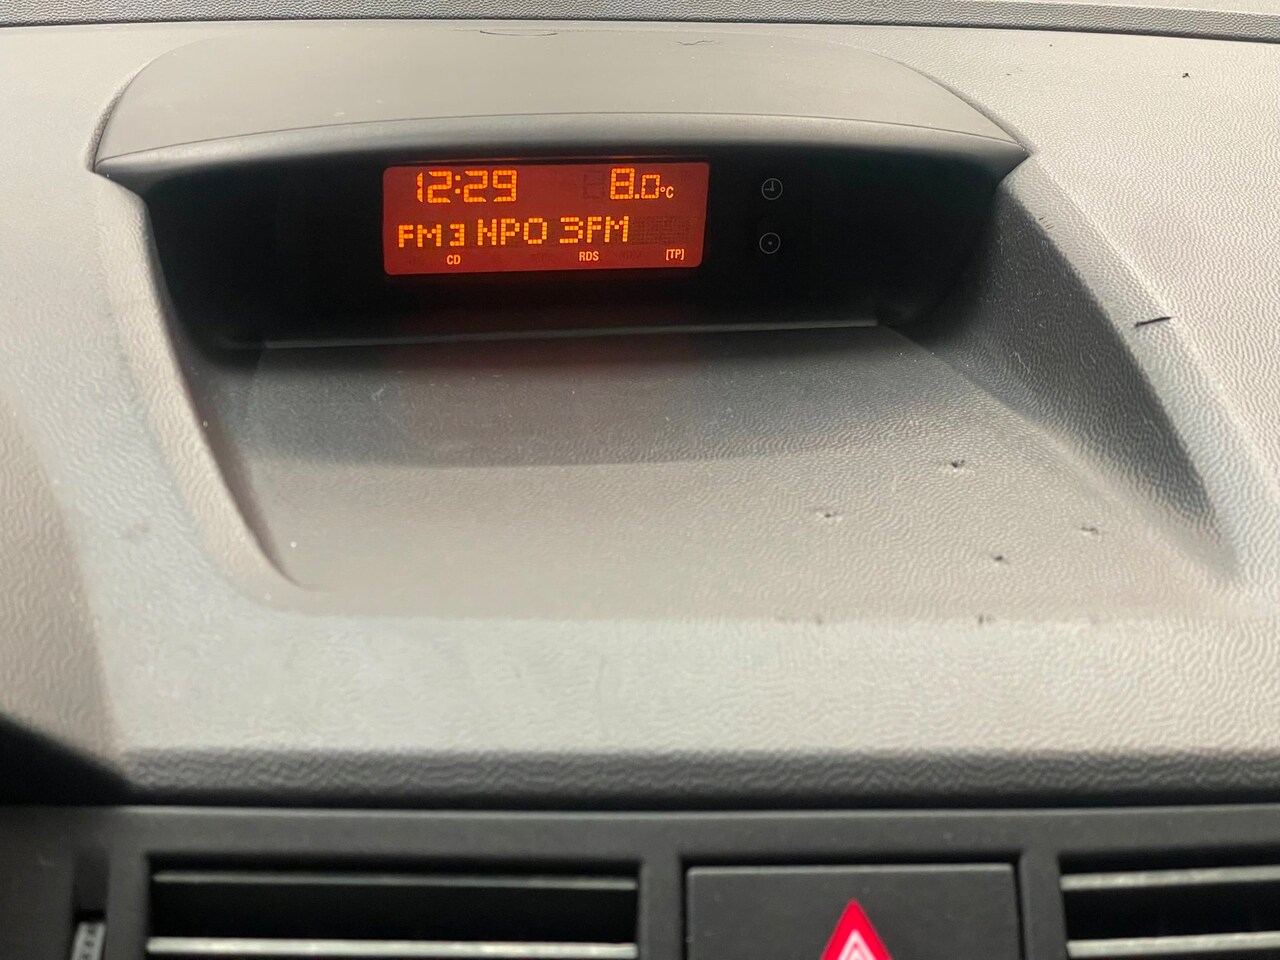 12:29 8.0°C
FM 3 NPO 3FM
CD RDS [TP]